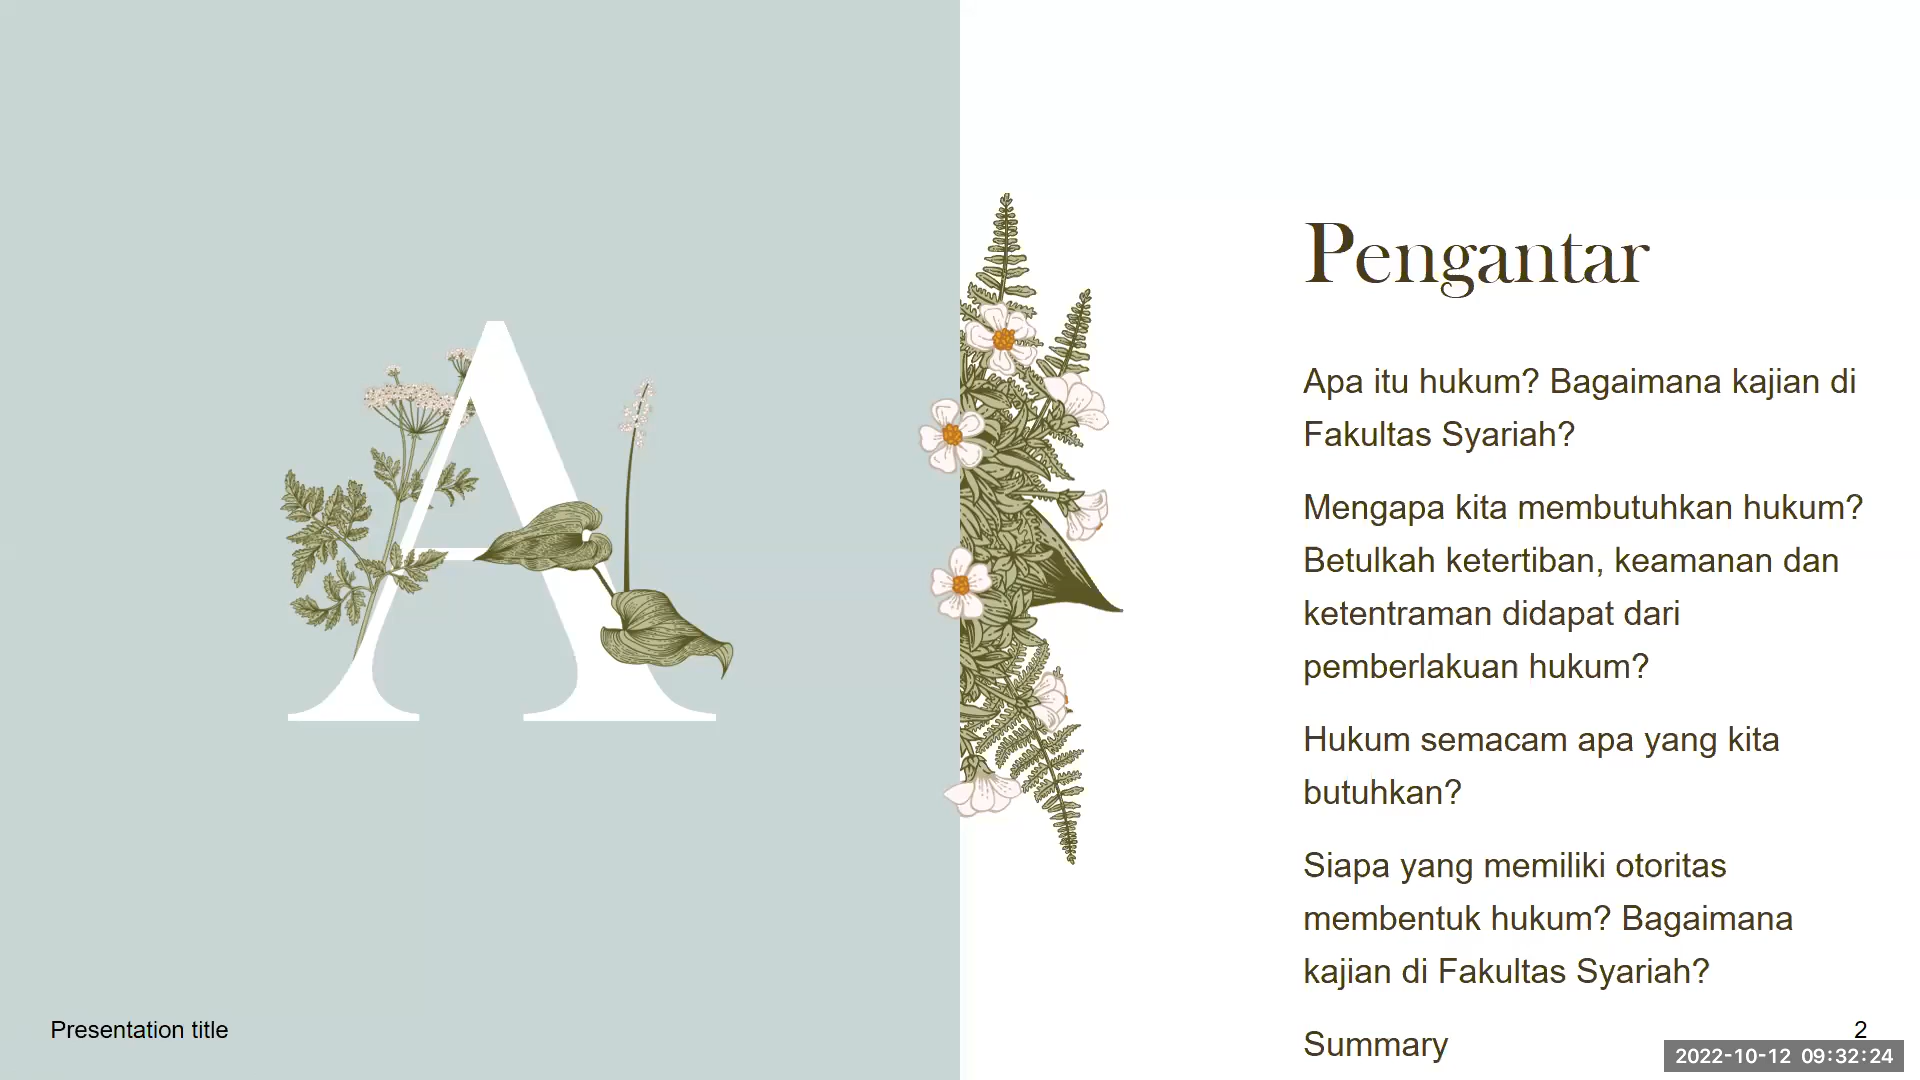 A
Pengantar
Apa itu hukum? Bagaimana kajian di
Fakultas Syariah?
Mengapa kita membutuhkan hukum?
Betulkah ketertiban, keamanan dan
ketentraman didapat dari
pemberlakuan hukum?
Hukum semacam apa yang kita
butuhkan?
Siapa yang memiliki otoritas
membentuk hukum? Bagaimana
kajian di Fakultas Syariah?
Summary
Presentation title
2
2022-10-12 09:32:24